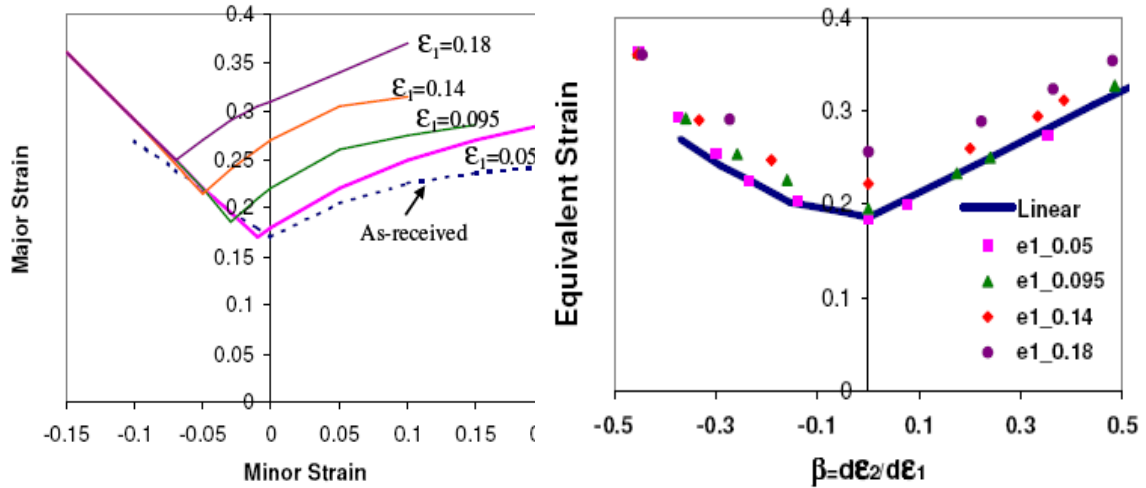 0.4
0.35
0.3
0.25
0.2
0.15
0.1
0.05
0
-0.15
-0.1
-0.05
0
0.05
0.1
0.15
Major Strain
Minor Strain
ε1=0.18
ε1=0.14
ε1=0.095
ε1=0.05
As-received
0.4
0.3
0.2
0.1
0
-0.5
-0.3
-0.1
0.1
0.3
0.5
Equivalent Strain
β=dε2/dε1
Linear
e1_0.05
e1_0.095
e1_0.14
e1_0.18